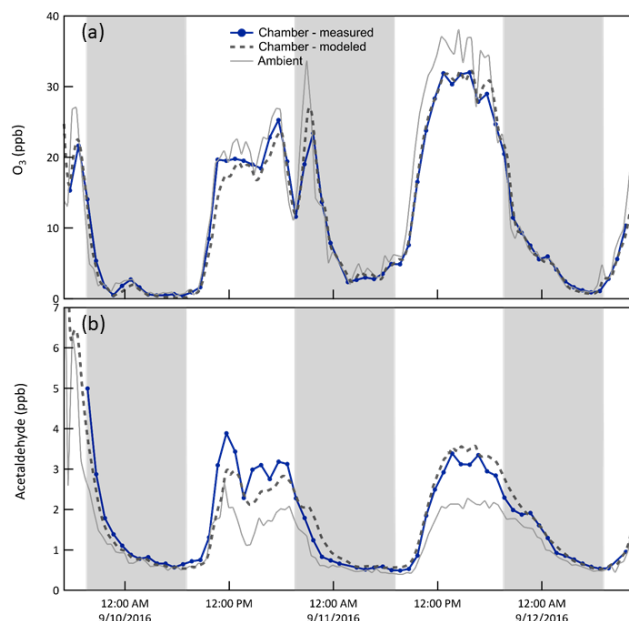 (a)
Chamber - measured
Chamber - modeled
Ambient
O₃ (ppb)
40
30
20
10
0
(b)
Acetaldehyde (ppb)
7
6
5
4
3
2
1
0
12:00 AM 12:00 PM 12:00 AM 12:00 PM 12:00 AM
9/10/2016 9/11/2016 9/12/2016